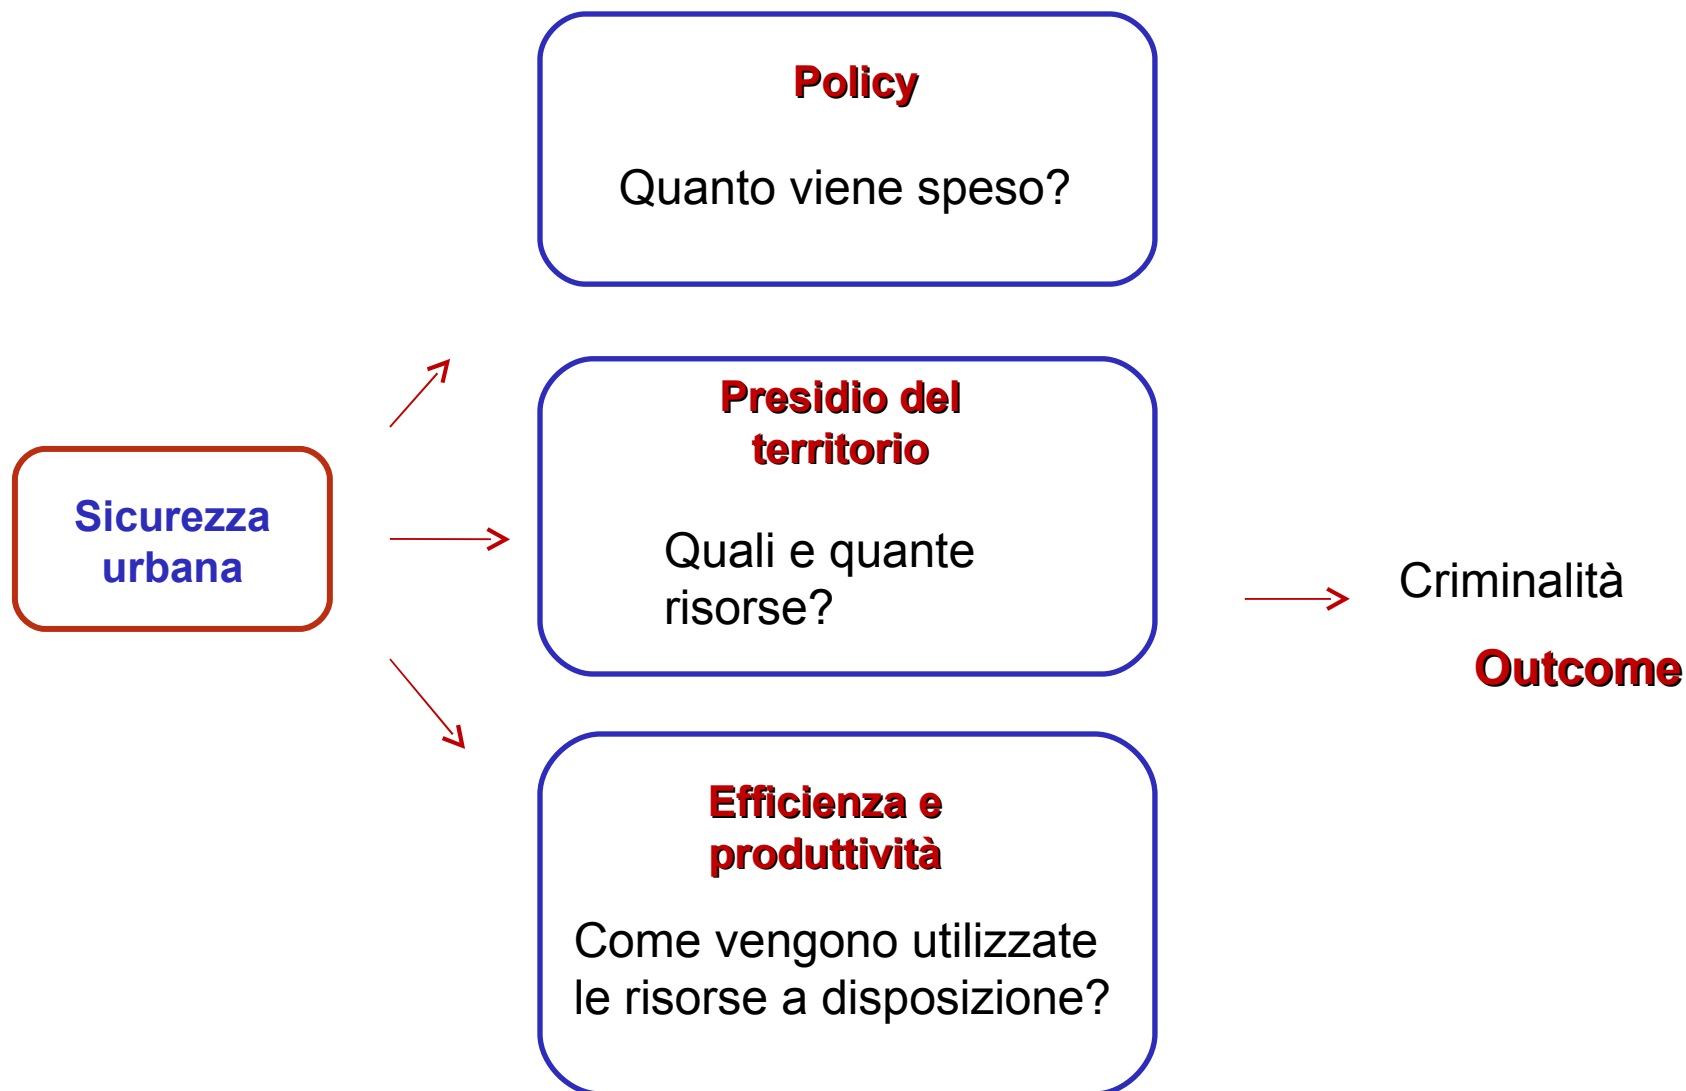 Policy
Quanto viene speso?
Sicurezza
urbana
Presidio del
territorio
Quali e quante
risorse?
Efficienza e
produttività
Come vengono utilizzate
le risorse a disposizione?
Criminalità
Outcome